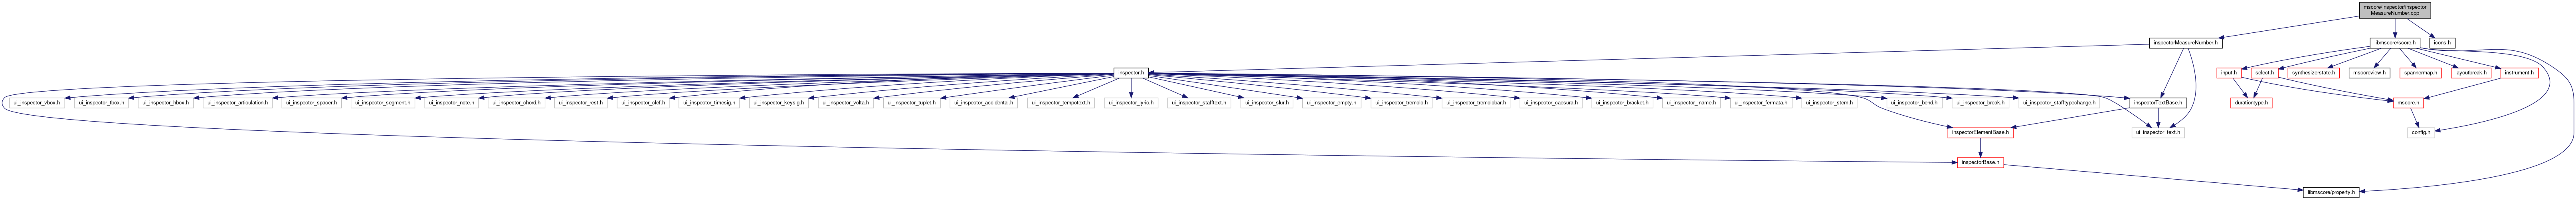 mscore/inspector/inspector
MeasureNumber.cpp
inspectorMeasureNumber.h
libmscore/score.h
icons.h
inspector.h
input.h
select.h
synthesizerstate.h
mscoreview.h
spannermap.h
layoutbreak.h
instrument.h
ui_inspector_vbox.h
ui_inspector_tbox.h
ui_inspector_hbox.h
ui_inspector_articulation.h
ui_inspector_spacer.h
ui_inspector_segment.h
ui_inspector_note.h
ui_inspector_chord.h
ui_inspector_rest.h
ui_inspector_clef.h
ui_inspector_timesig.h
ui_inspector_keysig.h
ui_inspector_volta.h
ui_inspector_tuplet.h
ui_inspector_accidental.h
ui_inspector_tempotext.h
ui_inspector_lyric.h
ui_inspector_stafftext.h
ui_inspector_slur.h
ui_inspector_empty.h
ui_inspector_tremolo.h
ui_inspector_tremolobar.h
ui_inspector_caesura.h
ui_inspector_bracket.h
ui_inspector_iname.h
ui_inspector_fermata.h
ui_inspector_stem.h
ui_inspector_bend.h
ui_inspector_break.h
ui_inspector_stafftypechange.h
inspectorTextBase.h
durationtype.h
mscore.h
inspectorElementBase.h
ui_inspector_text.h
config.h
inspectorBase.h
libmscore/property.h